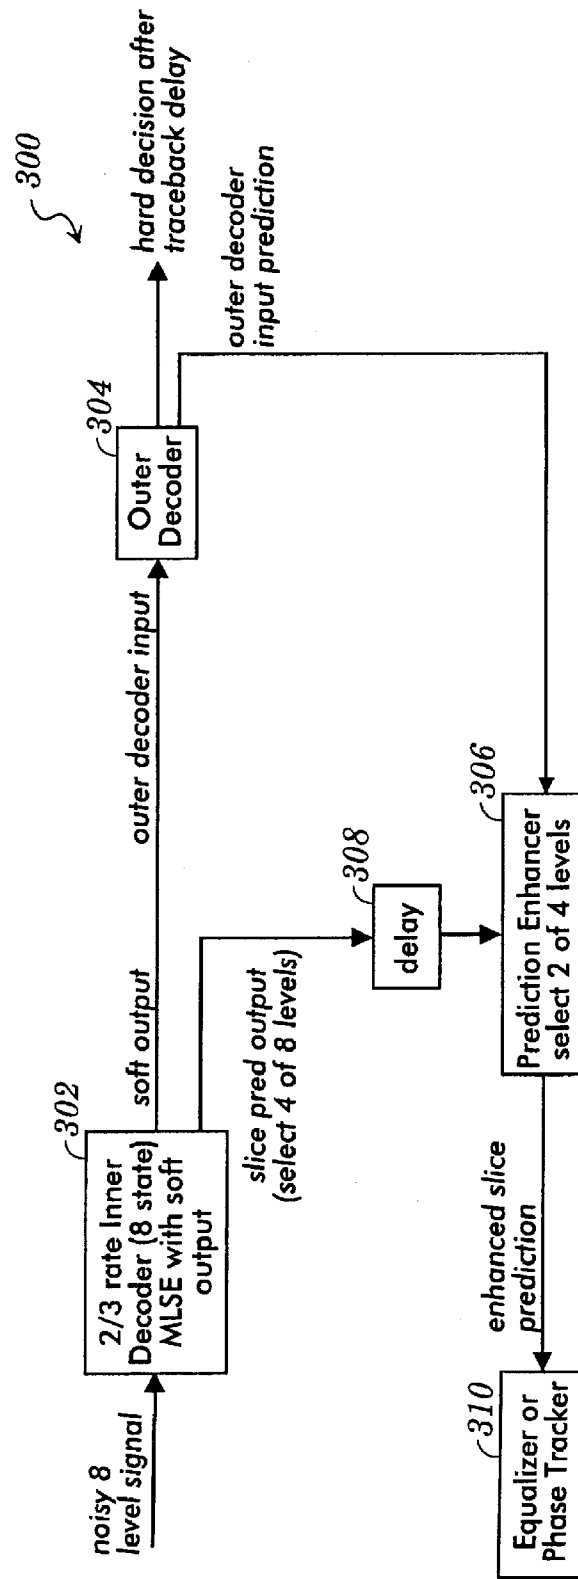 300
noisy 8
level signal
302
2/3 rate Inner
Decoder (8 state)
MLSE with soft
output
soft output
outer decoder input
304
Outer
Decoder
hard decision after
traceback delay
outer decoder
input prediction
slice pred output
(select 4 of 8 levels)
308
delay
306
Prediction Enhancer
select 2 of 4 levels
enhanced slice
prediction
310
Equalizer or
Phase Tracker